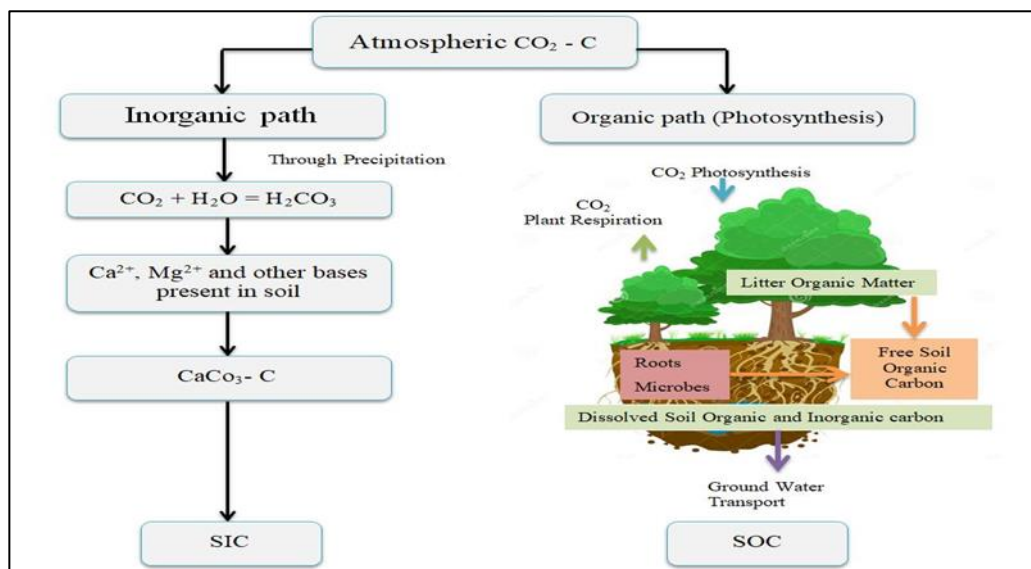 Atmospheric CO₂ - C
Inorganic path
Through Precipitation
CO₂ + H₂O = H₂CO₃
Ca²⁺, Mg²⁺ and other bases
present in soil
CaCo₃- C
SIC
Organic path (Photosynthesis)
CO₂ Photosynthesis
CO₂
Plant Respiration
Litter Organic Matter
Roots
Microbes
Free Soil
Organic
Carbon
Dissolved Soil Organic and Inorganic carbon
Ground Water
Transport
SOC